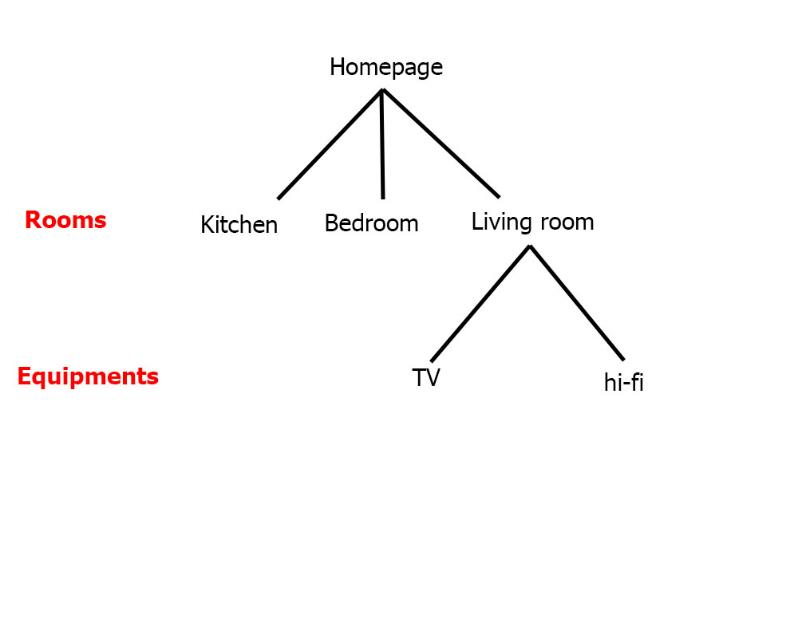 Homepage
Rooms Kitchen Bedroom Living room
Equipments TV hi-fi